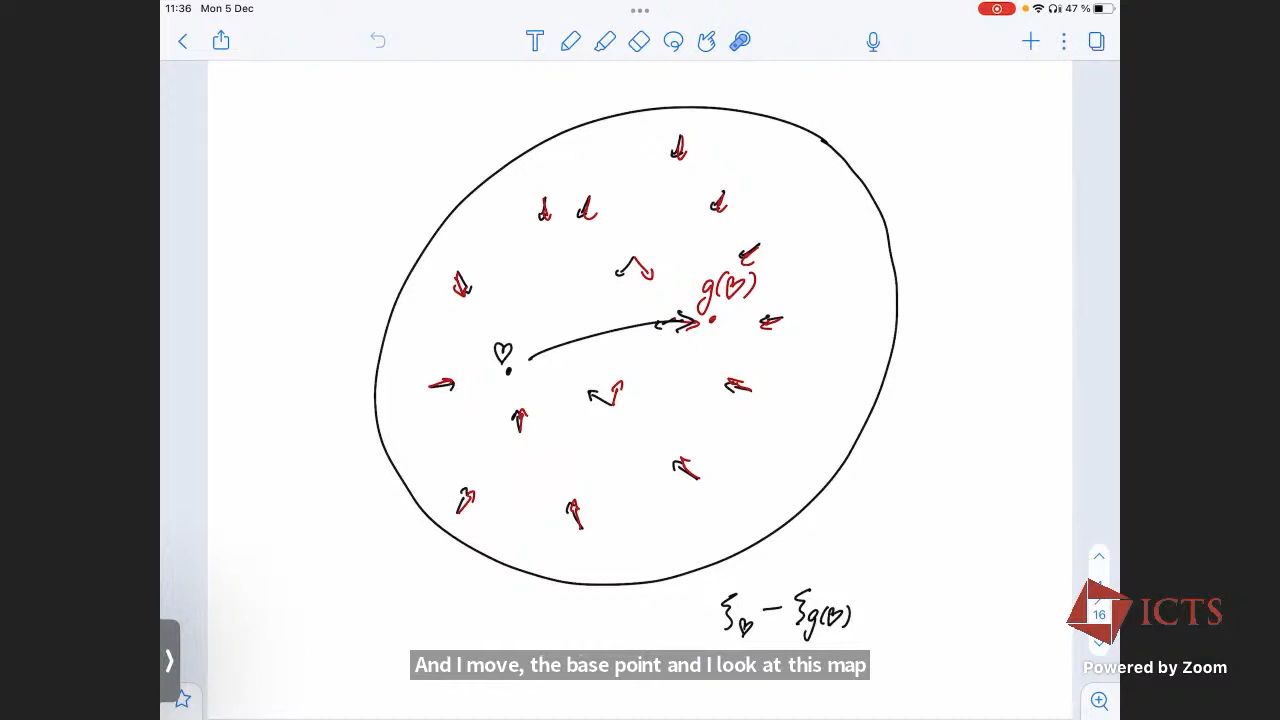 11:36 Mon 5 Dec
47 %
T
g(♡)
♡
ξ♡ − ξg(♡)
16
ICTS
And I move, the base point and I look at this map
Powered by Zoom